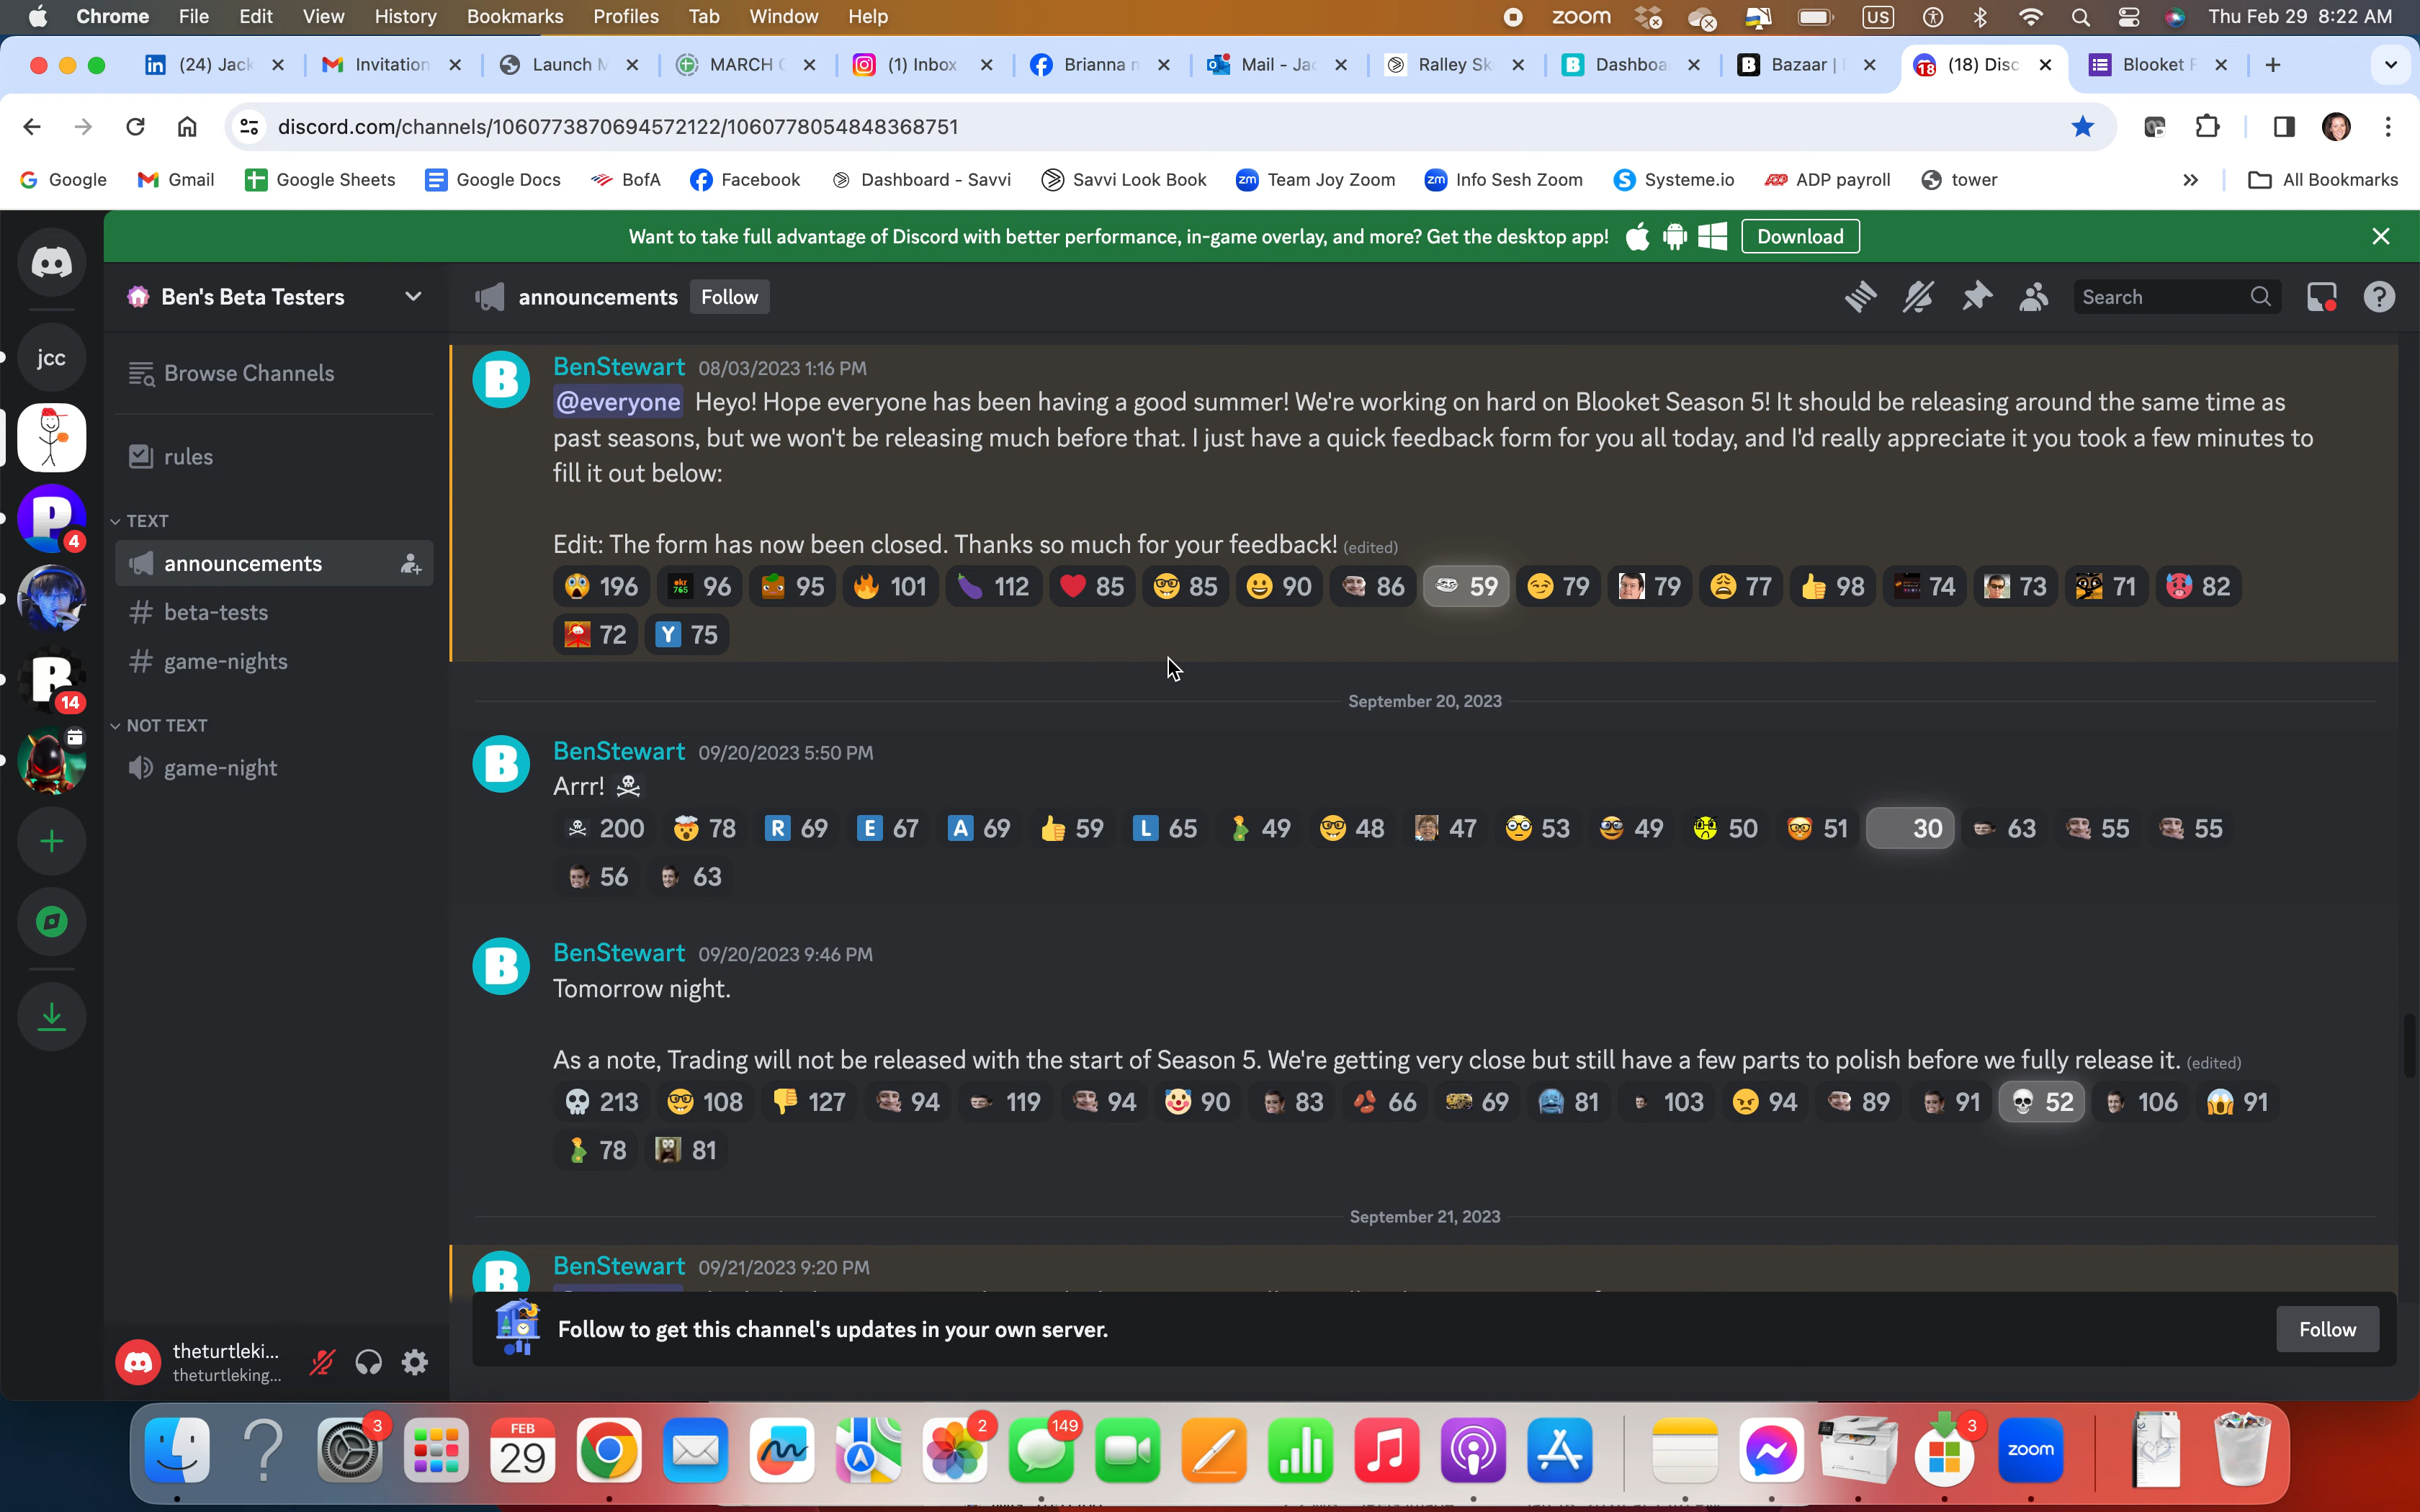 Chrome File Edit View History Bookmarks Profiles Tab Window Help zoom US Thu Feb 29 8:22 AM
(24) Jack Invitation Launch MARCH (1) Inbox Brianna Mail - Ja Ralley Sk Dashboa Bazaar | 18 (18) Disc Blooket F
discord.com/channels/1060773870694572122/1060778054848368751
Google Gmail Google Sheets Google Docs BofA Facebook Dashboard - Savvi Savvi Look Book zm Team Joy Zoom zm Info Sesh Zoom Systeme.io ADP payroll tower All Bookmarks
Want to take full advantage of Discord with better performance, in-game overlay, and more? Get the desktop app! Download
Ben's Beta Testers
announcements Follow
Search
jcc
4
14
Browse Channels
rules
TEXT
announcements
beta-tests
game-nights
NOT TEXT
game-night
BenStewart 08/03/2023 1:16 PM
@everyone Heyo! Hope everyone has been having a good summer! We're working on hard on Blooket Season 5! It should be releasing around the same time as
past seasons, but we won't be releasing much before that. I just have a quick feedback form for you all today, and I'd really appreciate it you took a few minutes to
fill it out below:
Edit: The form has now been closed. Thanks so much for your feedback! (edited)
196 96 95 101 112 85 85 90 86 59 79 79 77 98 74 73 71 82
72 Y 75
September 20, 2023
BenStewart 09/20/2023 5:50 PM
Arrr! ☠
200 78 R 69 E 67 A 69 59 L 65 49 48 47 53 49 50 51 30 63 55 55
56 63
BenStewart 09/20/2023 9:46 PM
Tomorrow night.
As a note, Trading will not be released with the start of Season 5. We're getting very close but still have a few parts to polish before we fully release it. (edited)
213 108 127 94 119 94 90 83 66 69 81 103 94 89 91 52 106 91
78 81
September 21, 2023
BenStewart 09/21/2023 9:20 PM
Follow to get this channel's updates in your own server. Follow
theturtleki...
theturtleking...
3 FEB 29 2 149 3 zoom